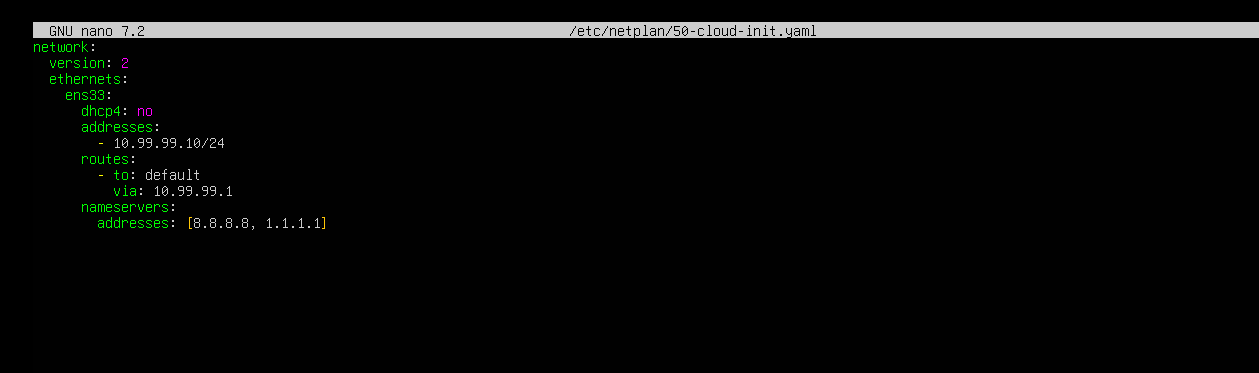 GNU nano 7.2 /etc/netplan/50-cloud-init.yaml
network:
  version: 2
  ethernets:
    ens33:
      dhcp4: no
      addresses:
        - 10.99.99.10/24
      routes:
        - to: default
          via: 10.99.99.1
      nameservers:
        addresses: [8.8.8.8, 1.1.1.1]